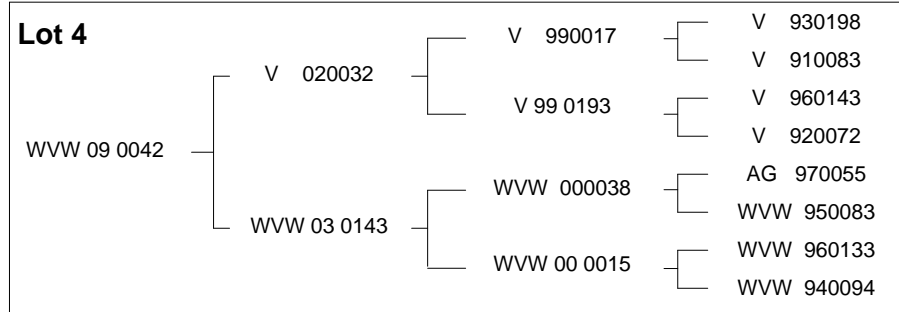 Lot 4
V 930198
V 990017
V 910083
V 020032
V 960143
V 99 0193
V 920072
WVW 09 0042
AG 970055
WVW 000038
WVW 950083
WVW 03 0143
WVW 960133
WVW 00 0015
WVW 940094